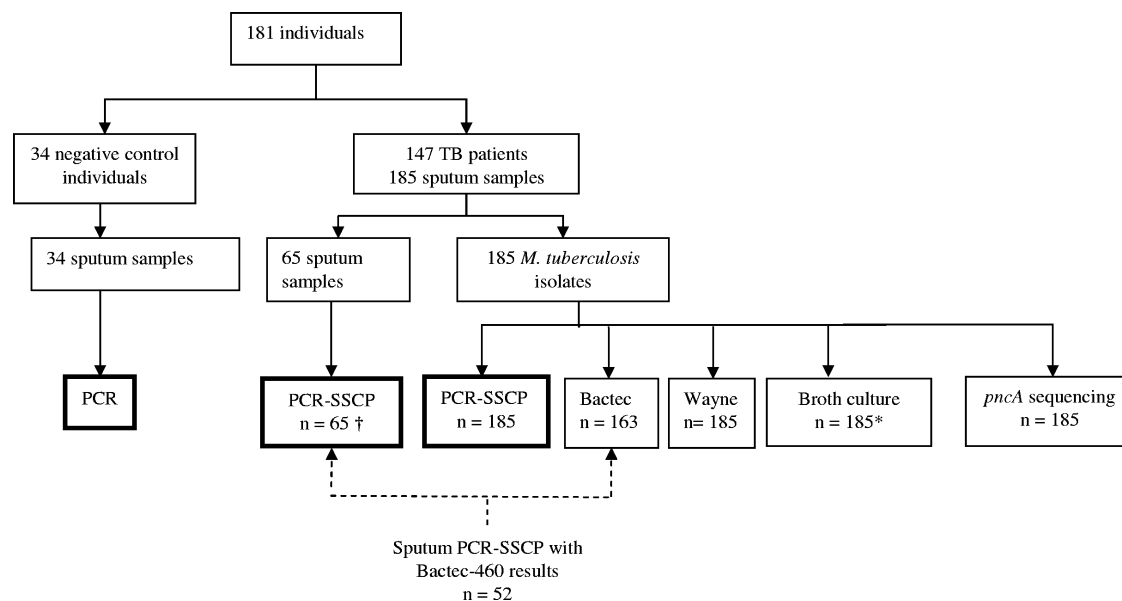 181 individuals
34 negative control
individuals
147 TB patients
185 sputum samples
34 sputum samples
65 sputum
samples
185 M. tuberculosis
isolates
PCR
PCR-SSCP
n = 65 †
PCR-SSCP
n = 185
Bactec
n = 163
Wayne
n= 185
Broth culture
n = 185*
pncA sequencing
n = 185
Sputum PCR-SSCP with
Bactec-460 results
n = 52